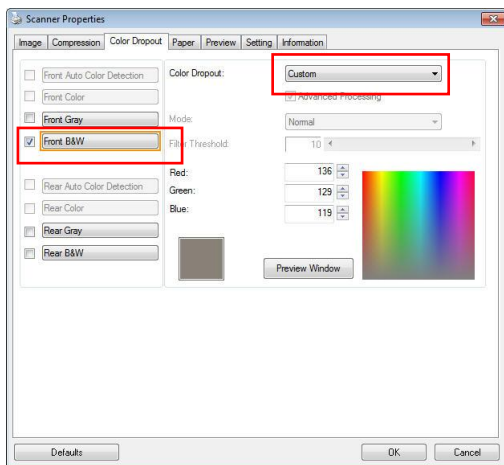 Scanner Properties
Image Compression Color Dropout Paper Preview Setting Information
Front Auto Color Detection
Front Color
Front Gray
Front B&W
Rear Auto Color Detection
Rear Color
Rear Gray
Rear B&W
Color Dropout: Custom
Advanced Processing
Mode: Normal
Filter Threshold: 10
Red: 136
Green: 129
Blue: 119
Preview Window
Defaults OK Cancel